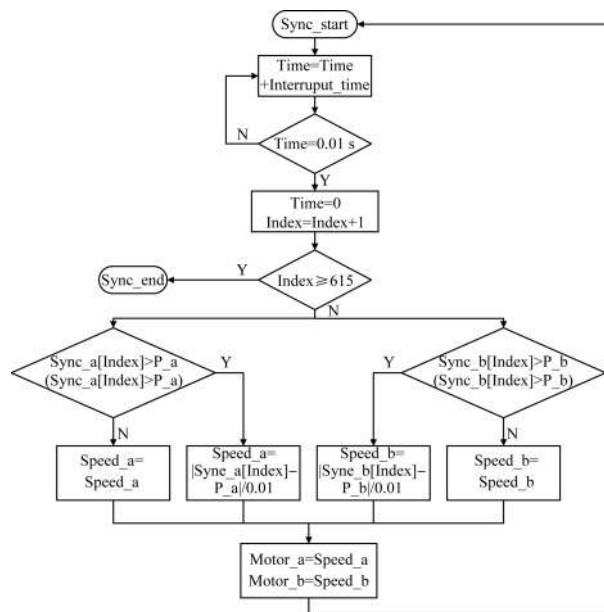 Sync_start
Time=Time
+Interruput_time
N
Time=0.01 s
Y
Time=0
Index=Index+1
Y
Sync_end
Index⩾615
N
Sync_a[Index]>P_a
(Sync_a[Index]>P_a)
Y
Y
Sync_b[Index]>P_b
(Sync_b[Index]>P_b)
N
N
Speed_a=
Speed_a
Speed_a=
|Syne_a[Index]−
P_a|/0.01
Speed_b=
|Syne_b[Index]−
P_b|/0.01
Speed_b=
Speed_b
Motor_a=Speed_a
Motor_b=Speed_b